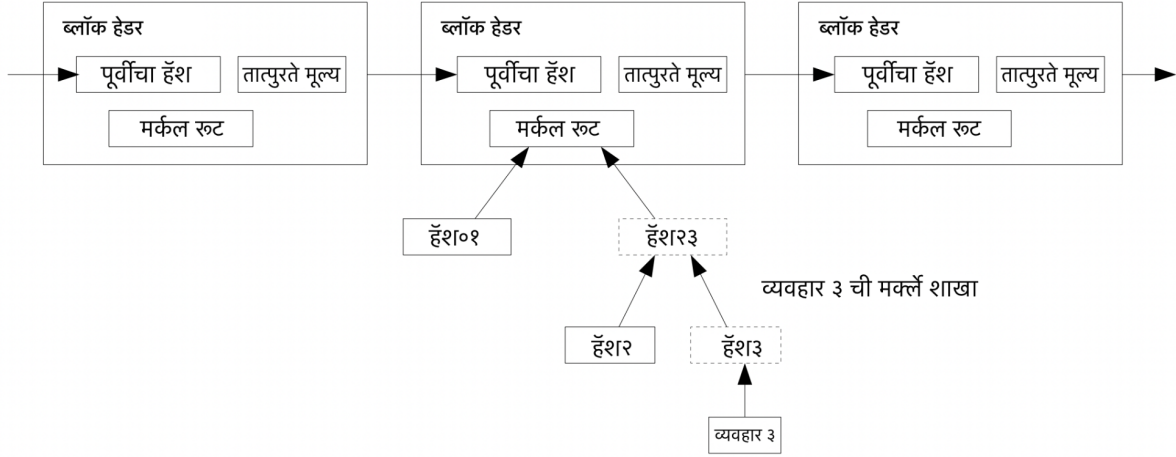 ब्लॉक हेडर
पूर्वीचा हॅश
तात्पुरते मूल्य
मर्कल रूट
ब्लॉक हेडर
पूर्वीचा हॅश
तात्पुरते मूल्य
मर्कल रूट
ब्लॉक हेडर
पूर्वीचा हॅश
तात्पुरते मूल्य
मर्कल रूट
हॅश०१
हॅश२३
व्यवहार ३ ची मर्क्ले शाखा
हॅश२
हॅश३
व्यवहार ३